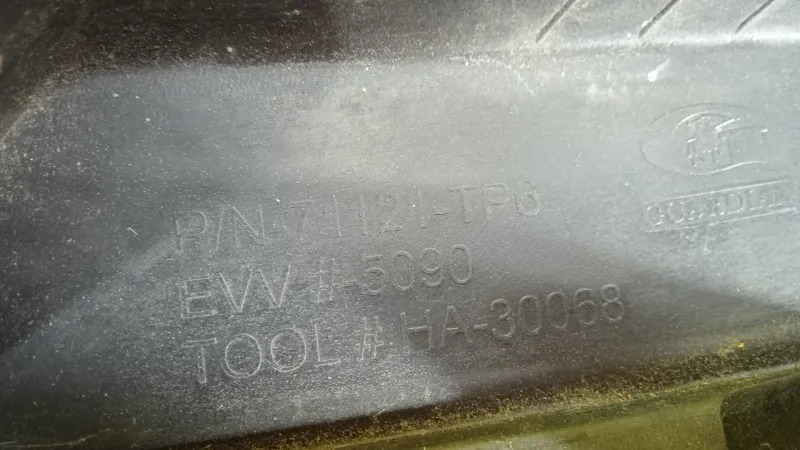 P/N-71121-TP6
EVV #-5090
TOOL # HA-30068
GUARDIAN